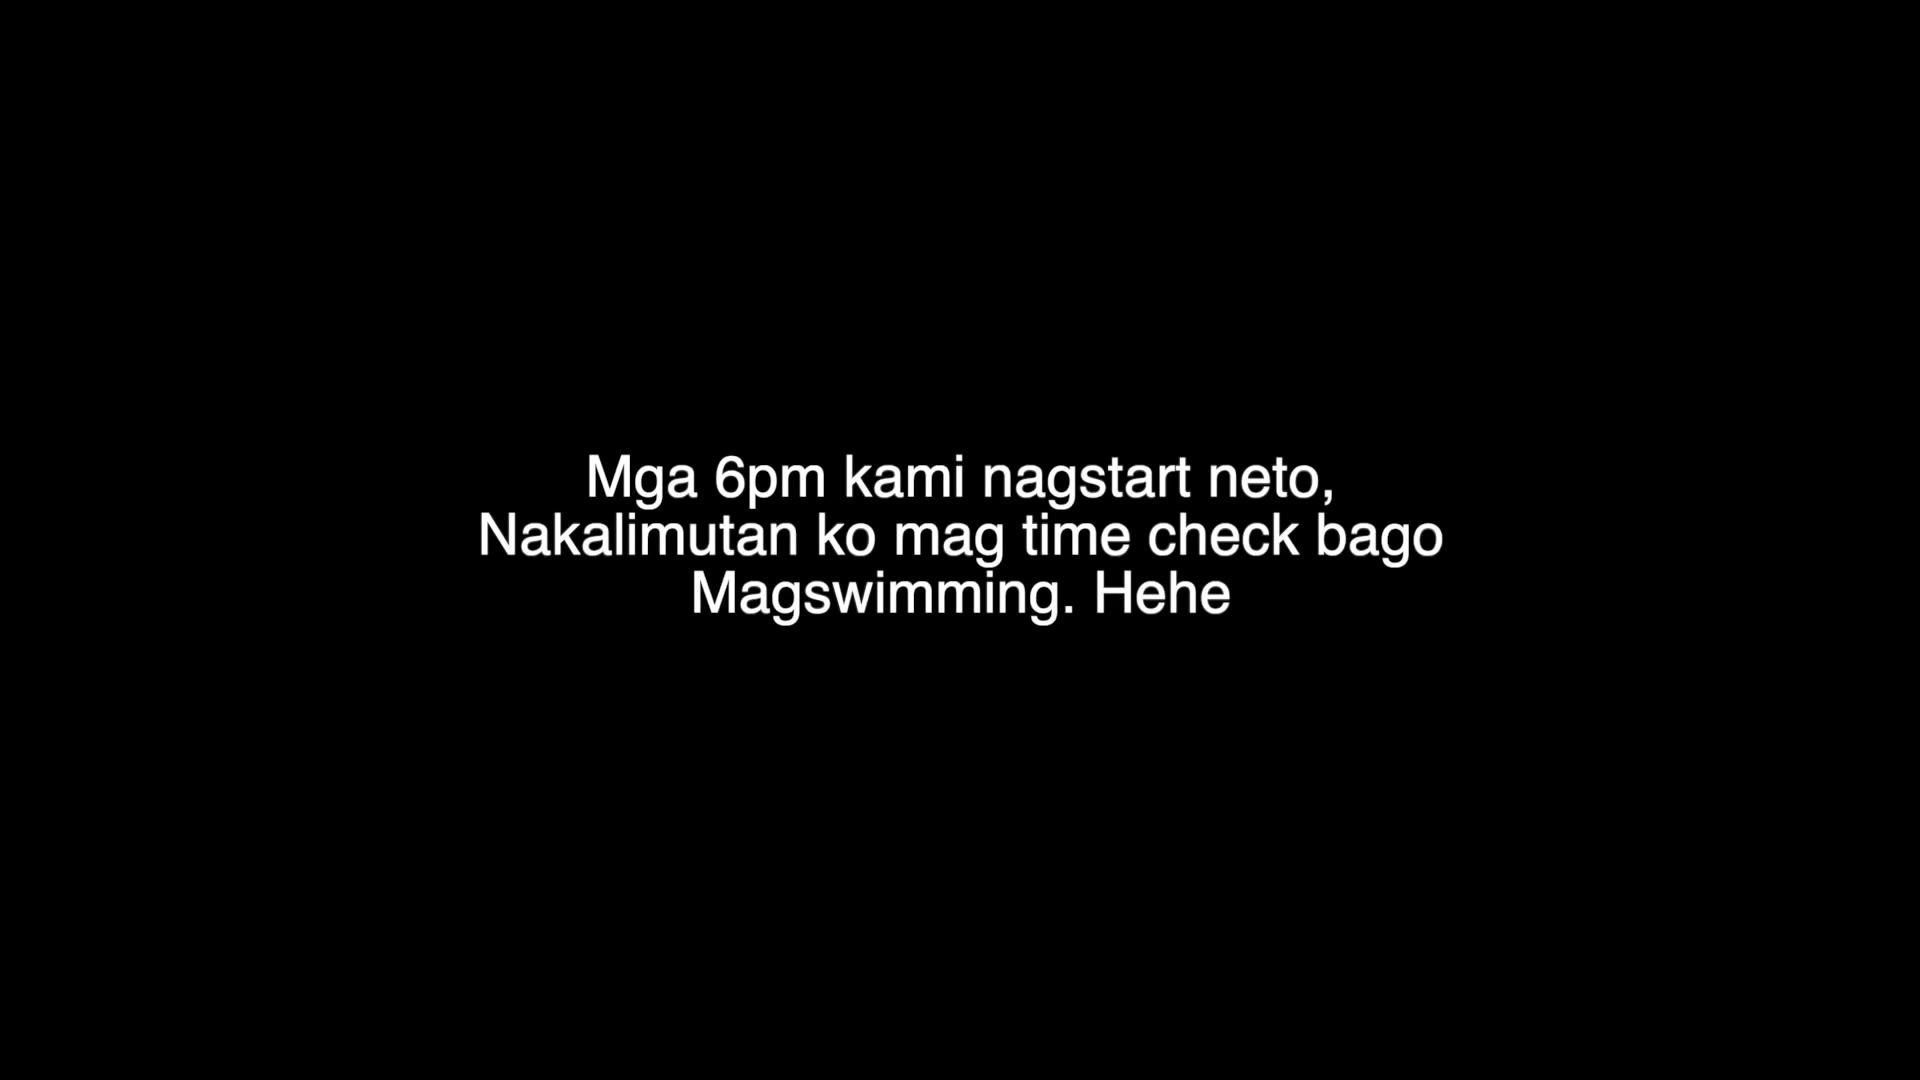 Mga 6pm kami nagstart neto,
Nakalimutan ko mag time check bago
Magswimming. Hehe